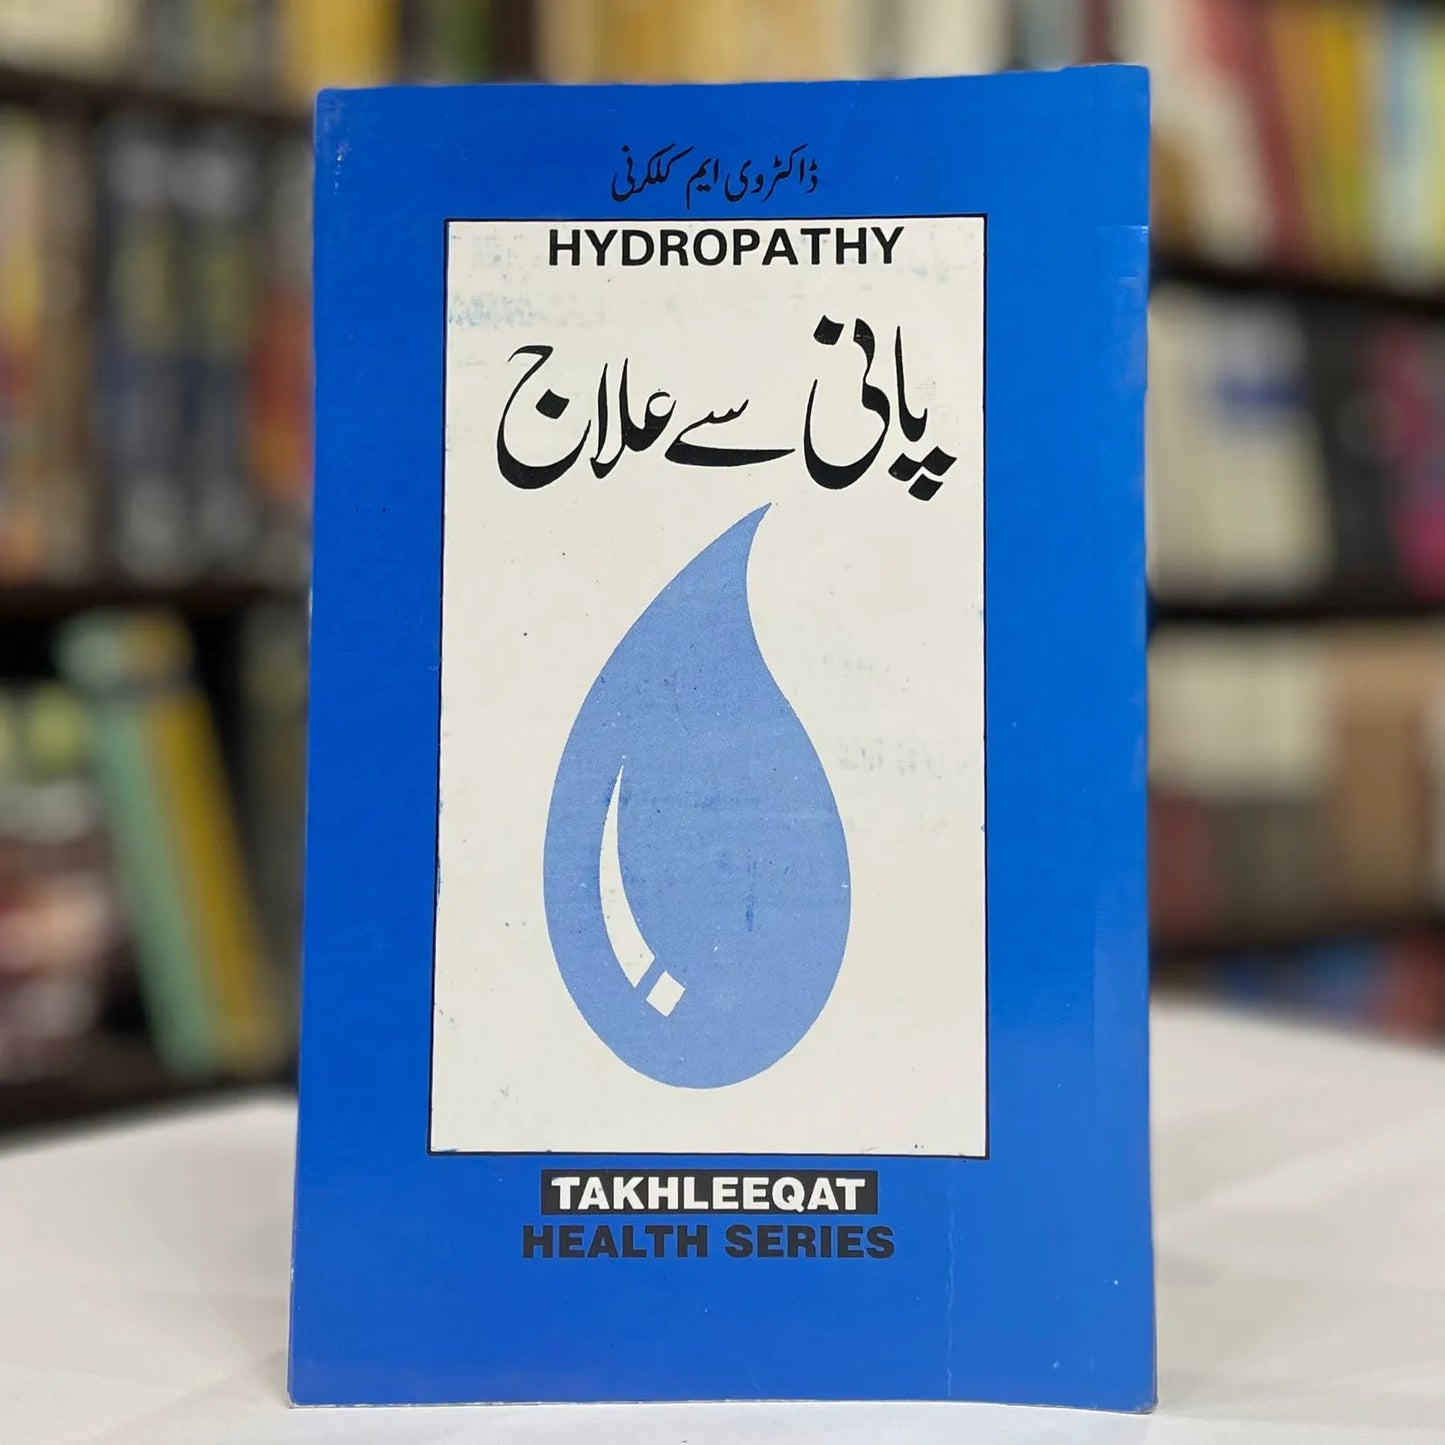 ڈاکٹر وی ایم کلکرنی
HYDROPATHY
پانی سے علاج
TAKHLEEQAT
HEALTH SERIES